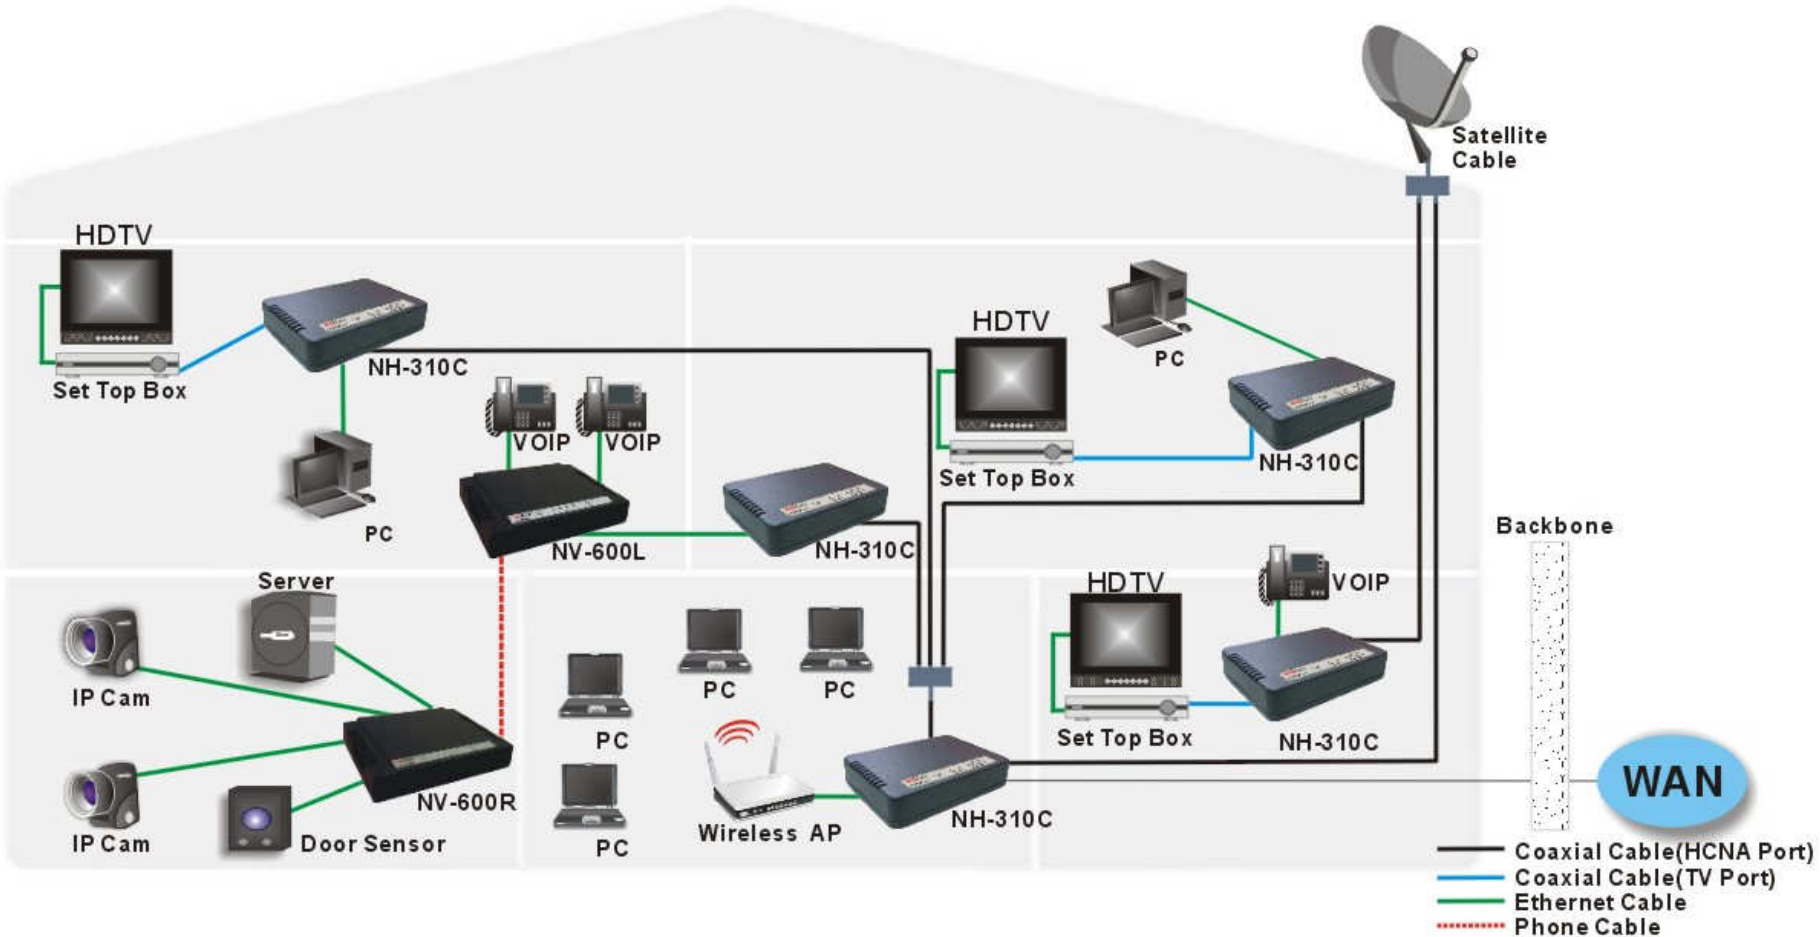 Satellite
Cable
HDTV
Set Top Box
NH-310C
PC
VOIP
VOIP
NV-600L
NH-310C
HDTV
Set Top Box
PC
NH-310C
Server
IP Cam
IP Cam
Door Sensor
NV-600R
PC
PC
PC
PC
Wireless AP
NH-310C
HDTV
Set Top Box
VOIP
NH-310C
Backbone
WAN
Coaxial Cable(HCNA Port)
Coaxial Cable(TV Port)
Ethernet Cable
Phone Cable